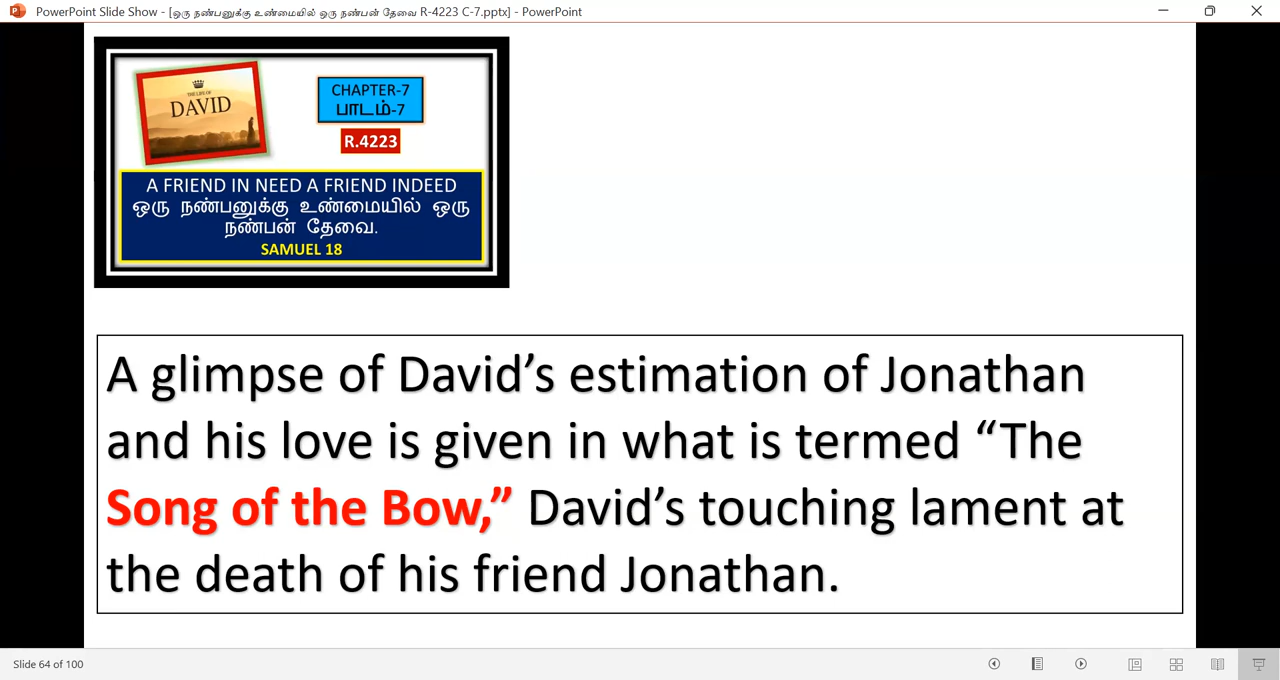 PowerPoint Slide Show - [ஒரு நண்பனுக்கு உண்மையில் ஒரு நண்பன் தேவை R-4223 C-7.pptx] - PowerPoint
THE LIFE OF
DAVID
CHAPTER-7
பாடம்-7
R.4223
A FRIEND IN NEED A FRIEND INDEED
ஒரு நண்பனுக்கு உண்மையில் ஒரு
நண்பன் தேவை.
SAMUEL 18
A glimpse of David’s estimation of Jonathan
and his love is given in what is termed “The
Song of the Bow,” David’s touching lament at
the death of his friend Jonathan.
Slide 64 of 100